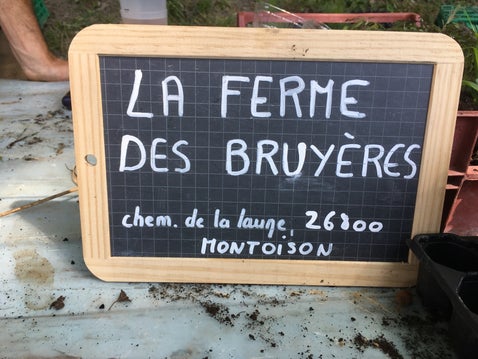 LA FERME
DES BRUYÈRES
chem. de la laune, 26800
MONTOISON